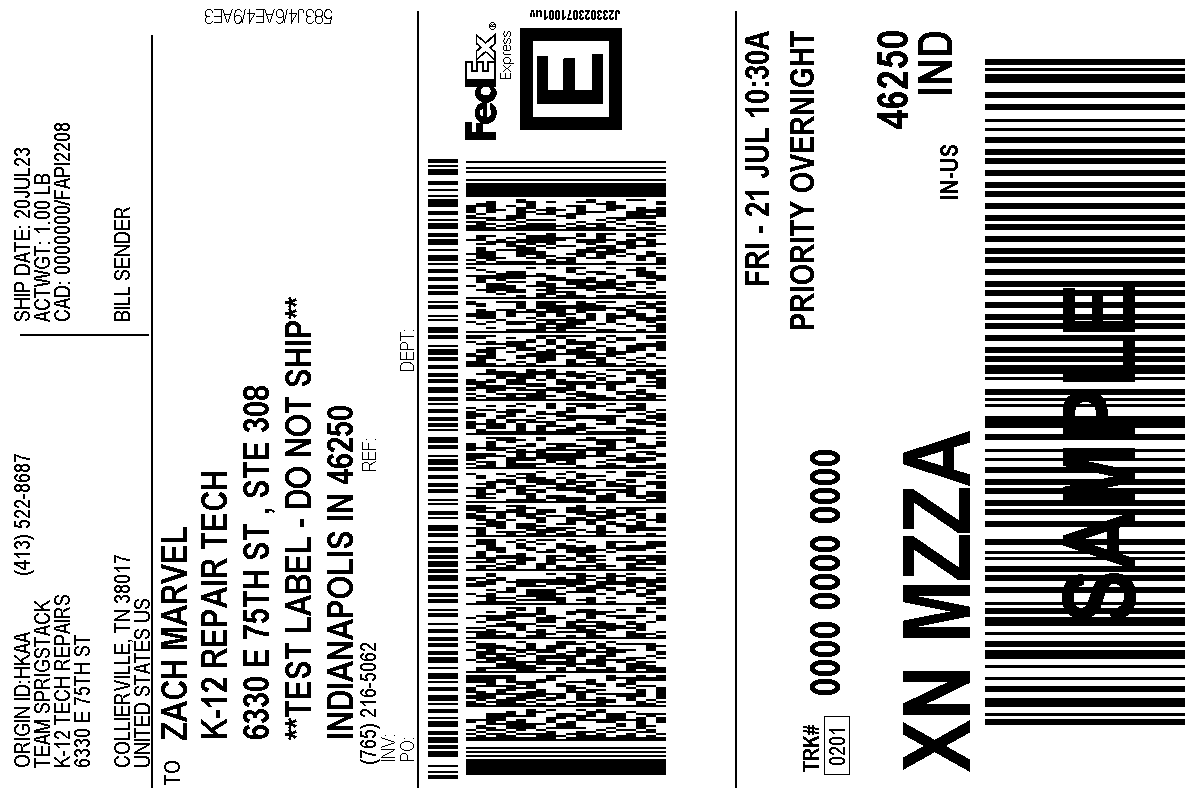 ORIGIN ID:HKAA (413) 522-8687
TEAM SPRIGSTACK
K-12 TECH REPAIRS
6330 E 75TH ST
COLLIERVILLE, TN 38017
UNITED STATES US
SHIP DATE: 20JUL23
ACTWGT: 1.00 LB
CAD: 0000000/FAPI2208
BILL SENDER
TO ZACH MARVEL
K-12 REPAIR TECH
6330 E 75TH ST , STE 308
**TEST LABEL - DO NOT SHIP**
INDIANAPOLIS IN 46250
(765) 216-5062 REF:
INV:
PO: DEPT:
583J4/6AE4/9AE3
FedEx®
Express
E
J233023071001uv
FRI - 21 JUL 10:30A
PRIORITY OVERNIGHT
TRK# 0000 0000 0000
0201
XN MZZA
46250
IN-US IND
SAMPLE